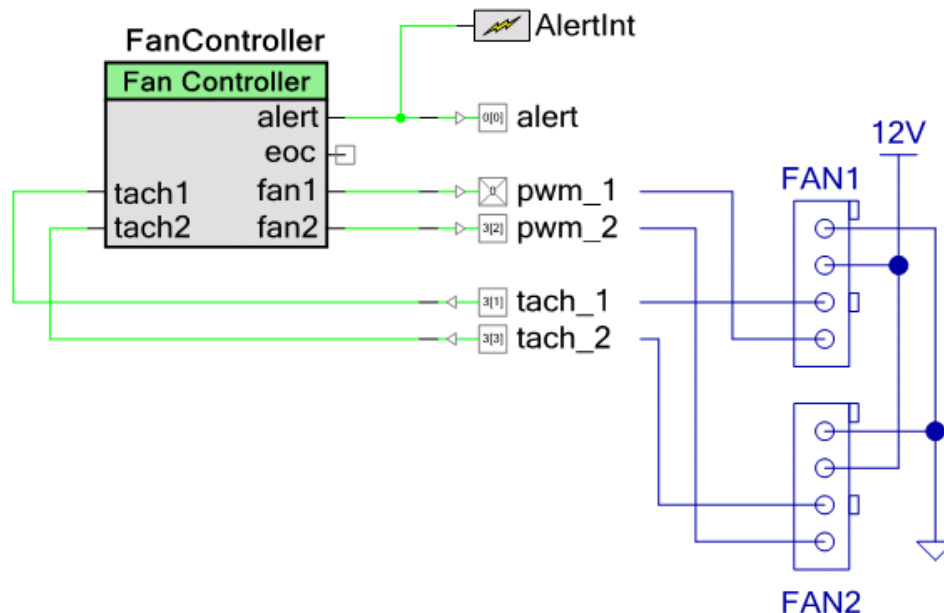 FanController
Fan Controller
alert
eoc
tach1
fan1
tach2
fan2
AlertInt
0[0]
alert
pwm_1
3[2]
pwm_2
3[1]
tach_1
3[3]
tach_2
12V
FAN1
FAN2